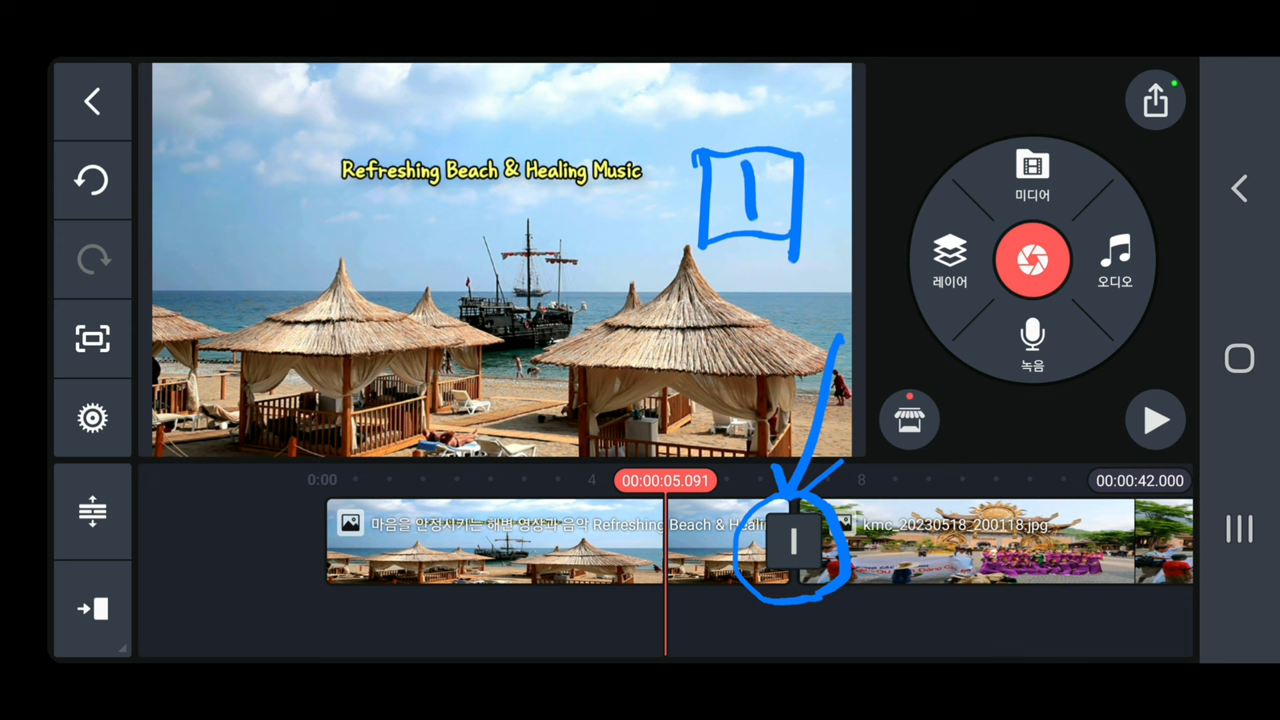 Refreshing Beach & Healing Music
미디어
레이어
오디오
녹음
0:00
4
00:00:05.091
8
00:00:42.000
마음을 안정시키는 해변 영상과 음악 Refreshing Beach & Heali
kmc_20230518_200118.jpg